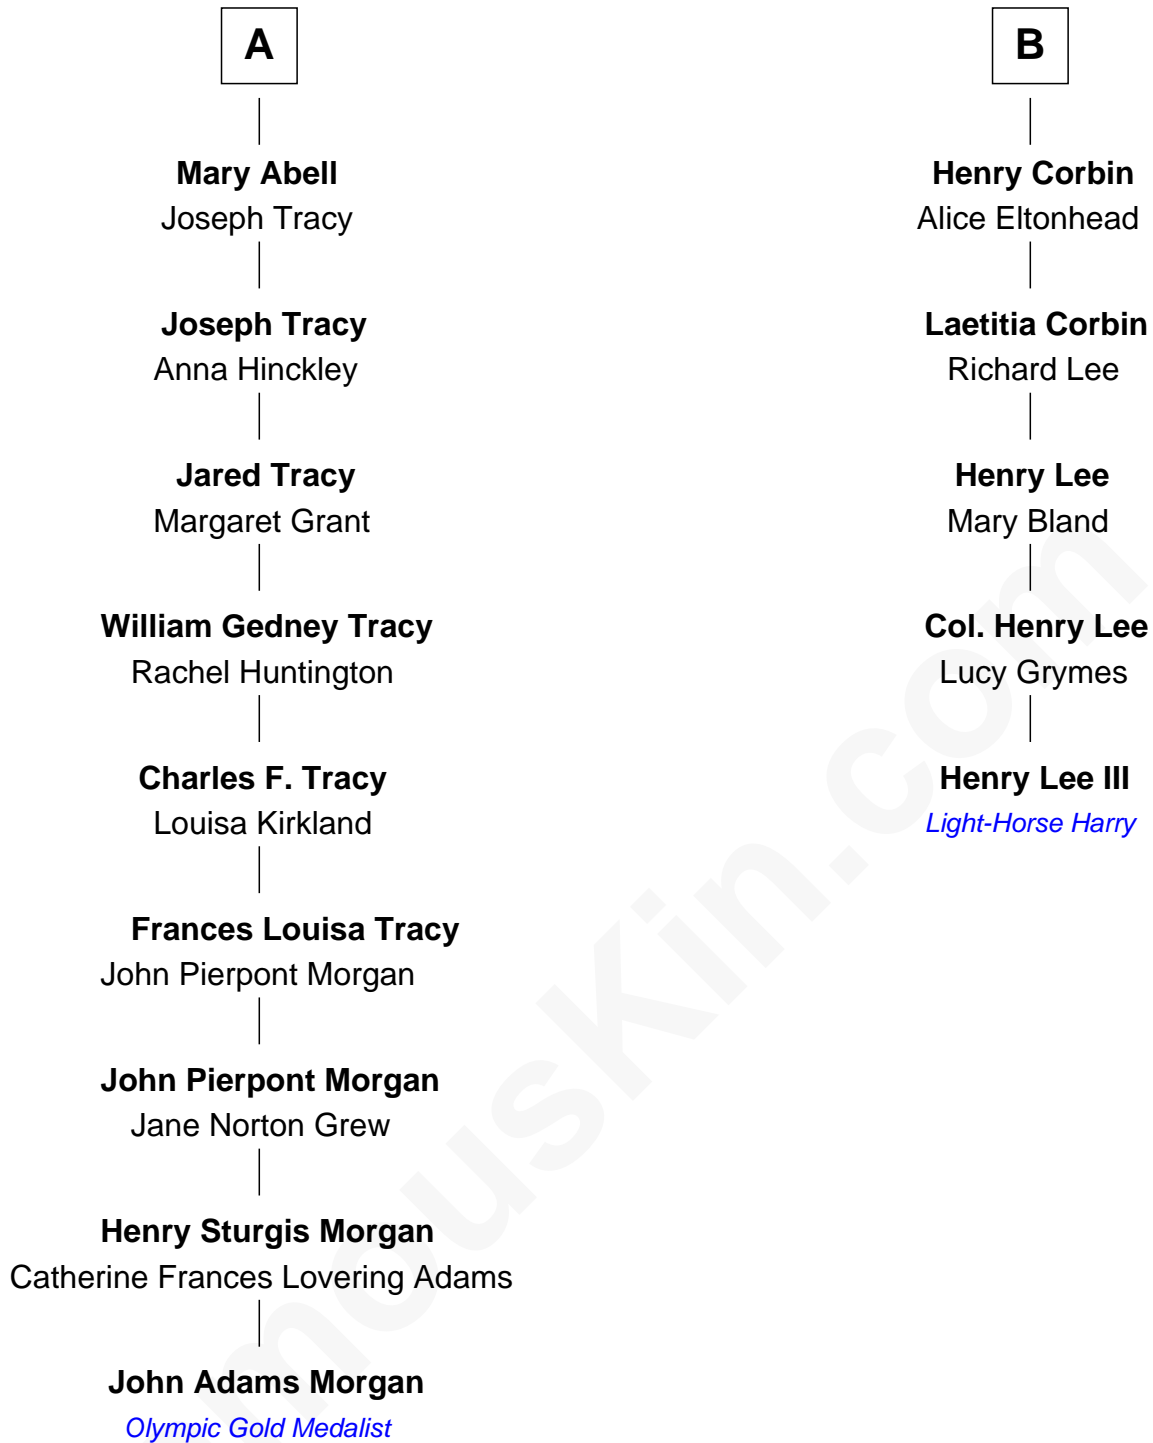 A
Mary Abell
Joseph Tracy
Joseph Tracy
Anna Hinckley
Jared Tracy
Margaret Grant
William Gedney Tracy
Rachel Huntington
Charles F. Tracy
Louisa Kirkland
Frances Louisa Tracy
John Pierpont Morgan
John Pierpont Morgan
Jane Norton Grew
Henry Sturgis Morgan
Catherine Frances Lovering Adams
John Adams Morgan
Olympic Gold Medalist
B
Henry Corbin
Alice Eltonhead
Laetitia Corbin
Richard Lee
Henry Lee
Mary Bland
Col. Henry Lee
Lucy Grymes
Henry Lee III
Light-Horse Harry
mouskin.com